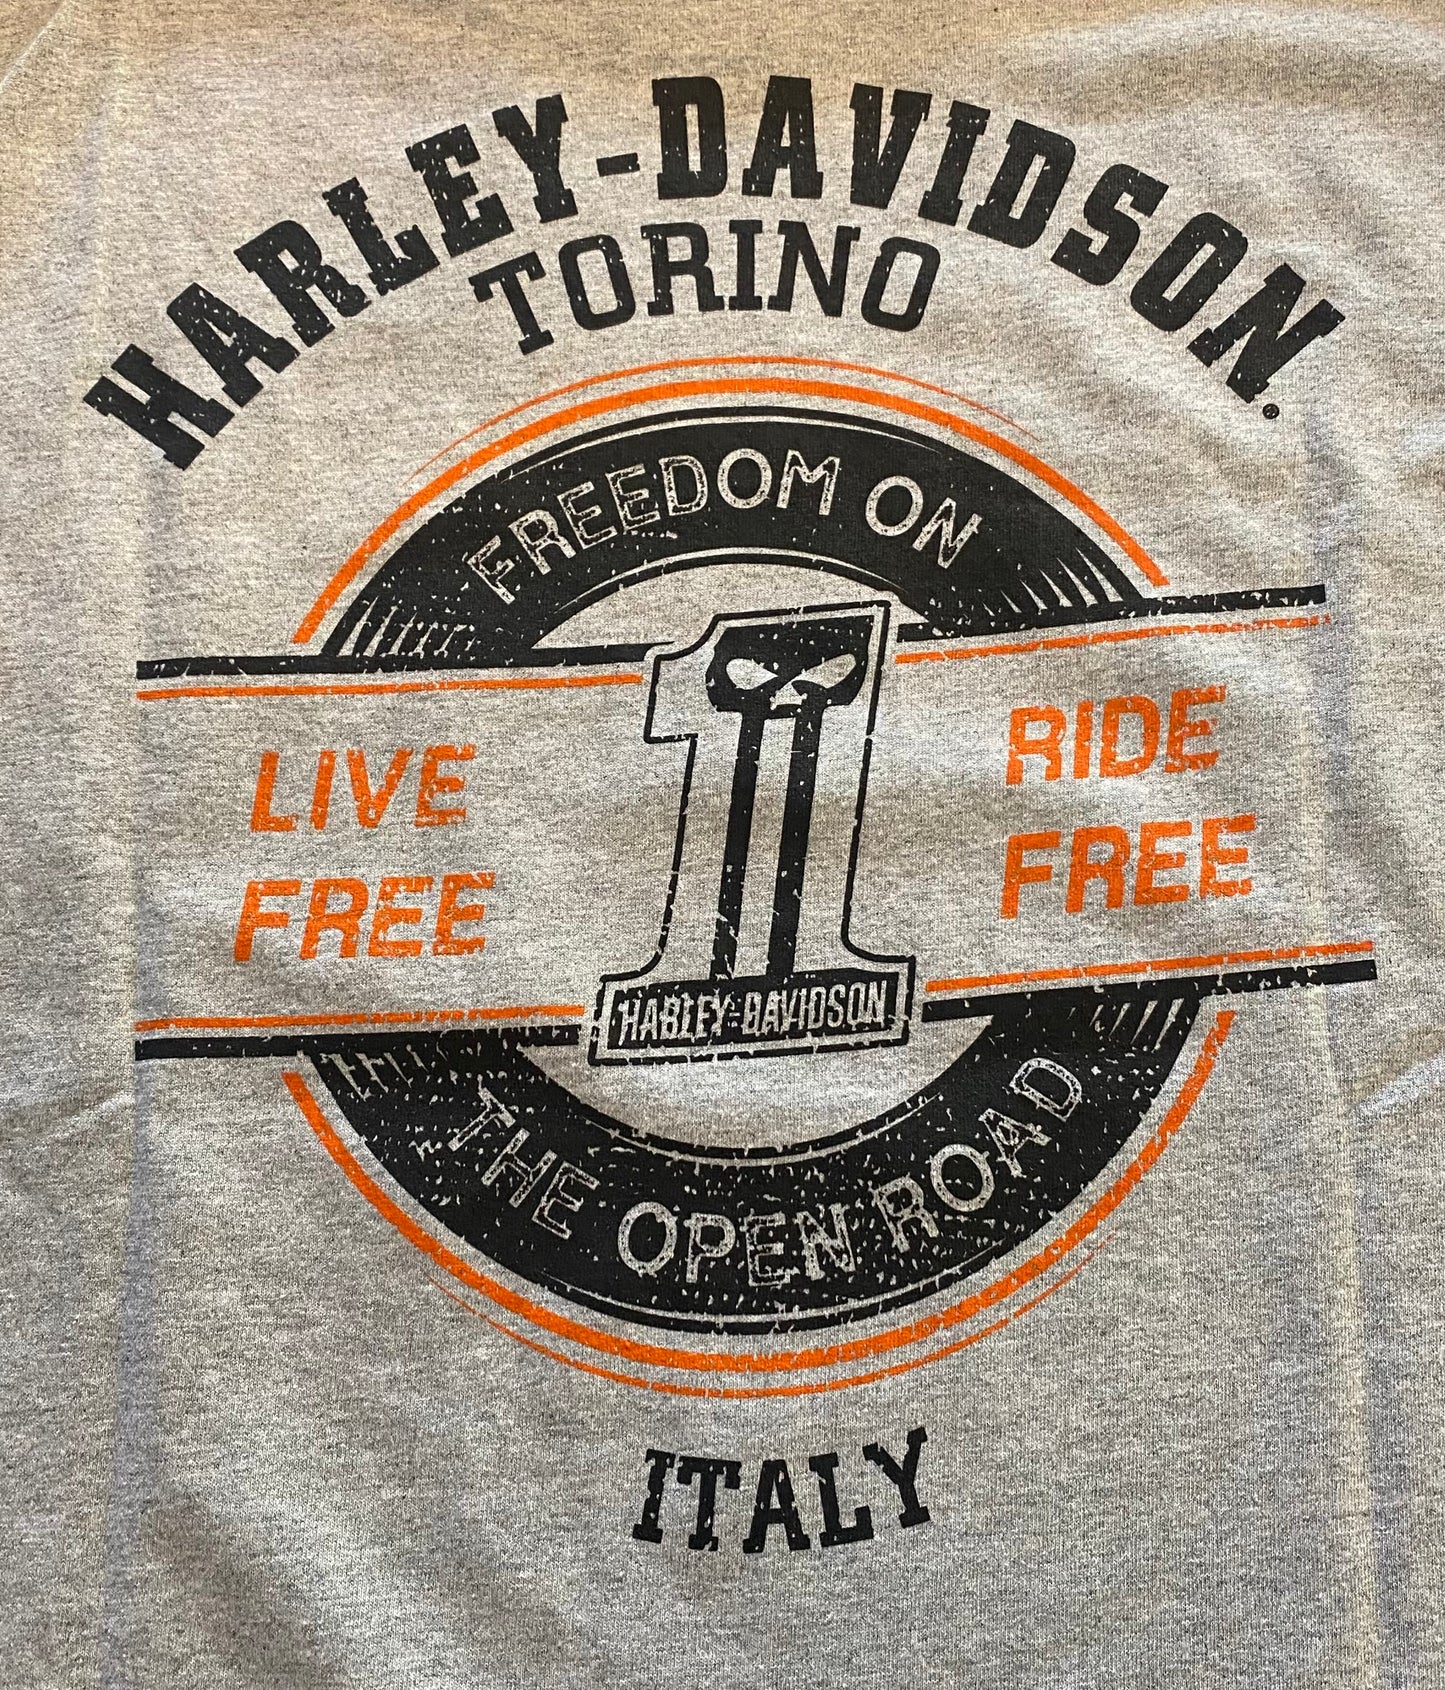 HARLEY-DAVIDSON®
TORINO
FREEDOM ON
LIVE FREE
1
RIDE FREE
HARLEY-DAVIDSON
THE OPEN ROAD
ITALY